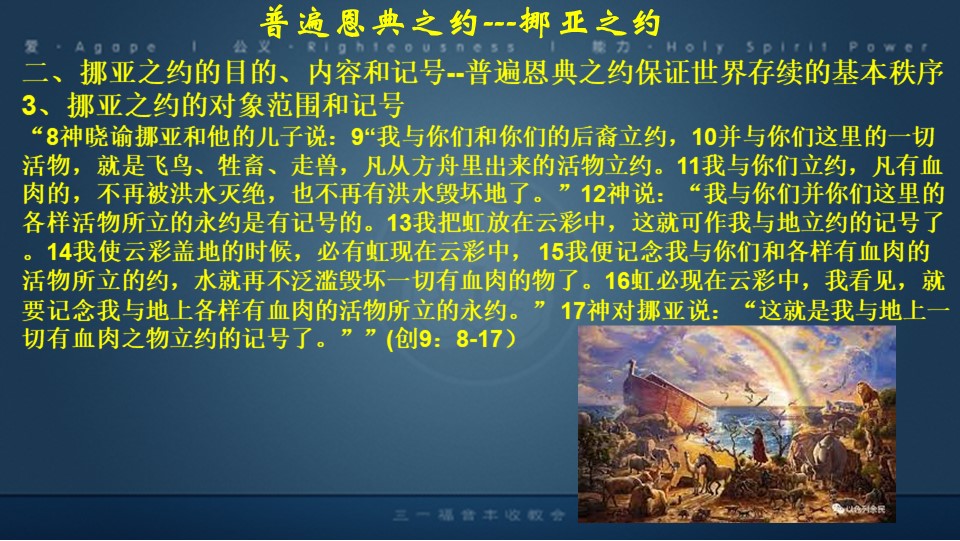 普遍恩典之约---挪亚之约
爱·Agape | 公义·Righteousness | 能力·Holy Spirit Power
二、挪亚之约的目的、内容和记号--普遍恩典之约保证世界存续的基本秩序
3、挪亚之约的对象范围和记号
“8神晓谕挪亚和他的儿子说：9“我与你们和你们的后裔立约，10并与你们这里的一切
活物，就是飞鸟、牲畜、走兽，凡从方舟里出来的活物立约。11我与你们立约，凡有血
肉的，不再被洪水灭绝，也不再有洪水毁坏地了。”12神说：“我与你们并你们这里的
各样活物所立的永约是有记号的。13我把虹放在云彩中，这就可作我与地立约的记号了
。14我使云彩盖地的时候，必有虹现在云彩中， 15我便记念我与你们和各样有血肉的
活物所立的约，水就再不泛滥毁坏一切有血肉的物了。16虹必现在云彩中，我看见，就
要记念我与地上各样有血肉的活物所立的永约。” 17神对挪亚说：“这就是我与地上一
切有血肉之物立约的记号了。””(创9：8-17）
三一福音丰收教会
以色列余民